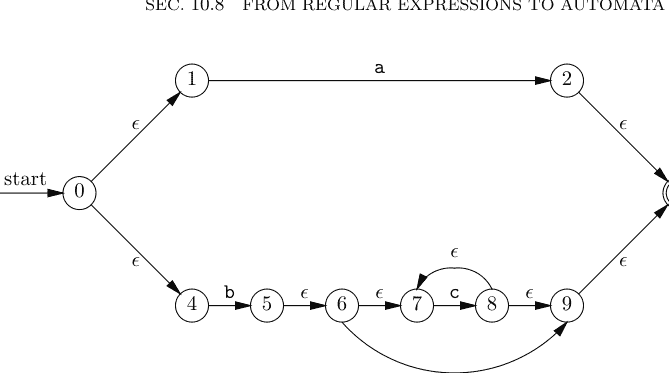 SEC. 10.8 FROM REGULAR EXPRESSIONS TO AUTOMATA
1 a 2
ϵ ϵ
start 0
ϵ ϵ
ϵ
4 b 5 ϵ 6 ϵ 7 c 8 ϵ 9